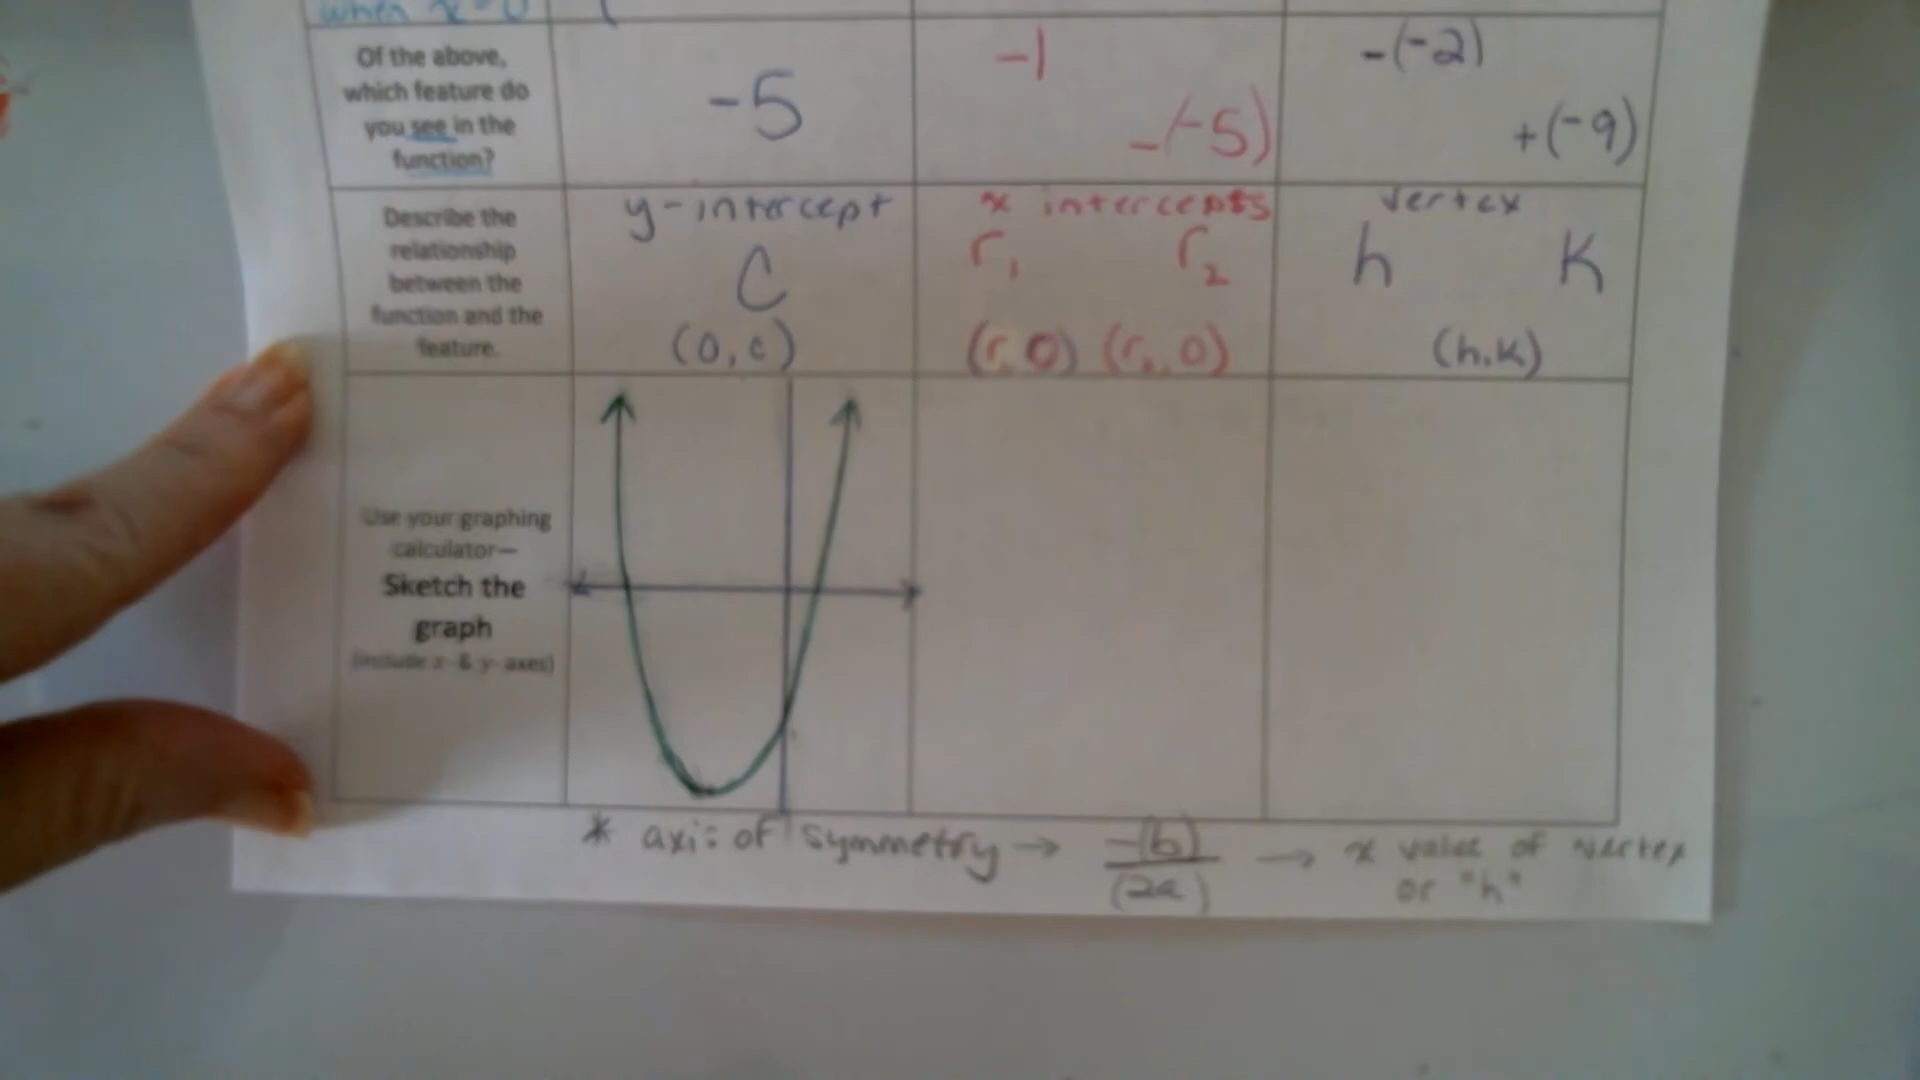 when x=0
Of the above,
which feature do
you see in the
function?
-5
-1
-(-5)
-(-2)
+(-9)
Describe the
relationship
between the
function and the
feature.
y-intercept
C
(0,c)
x intercepts
r1 r2
(r1 0) (r2, 0)
vertex
h K
(h,K)
Use your graphing
calculator—
Sketch the
graph
(include x- & y- axes)
* axis of symmetry → -(b)/(2a) → x value of vertex
or "h"